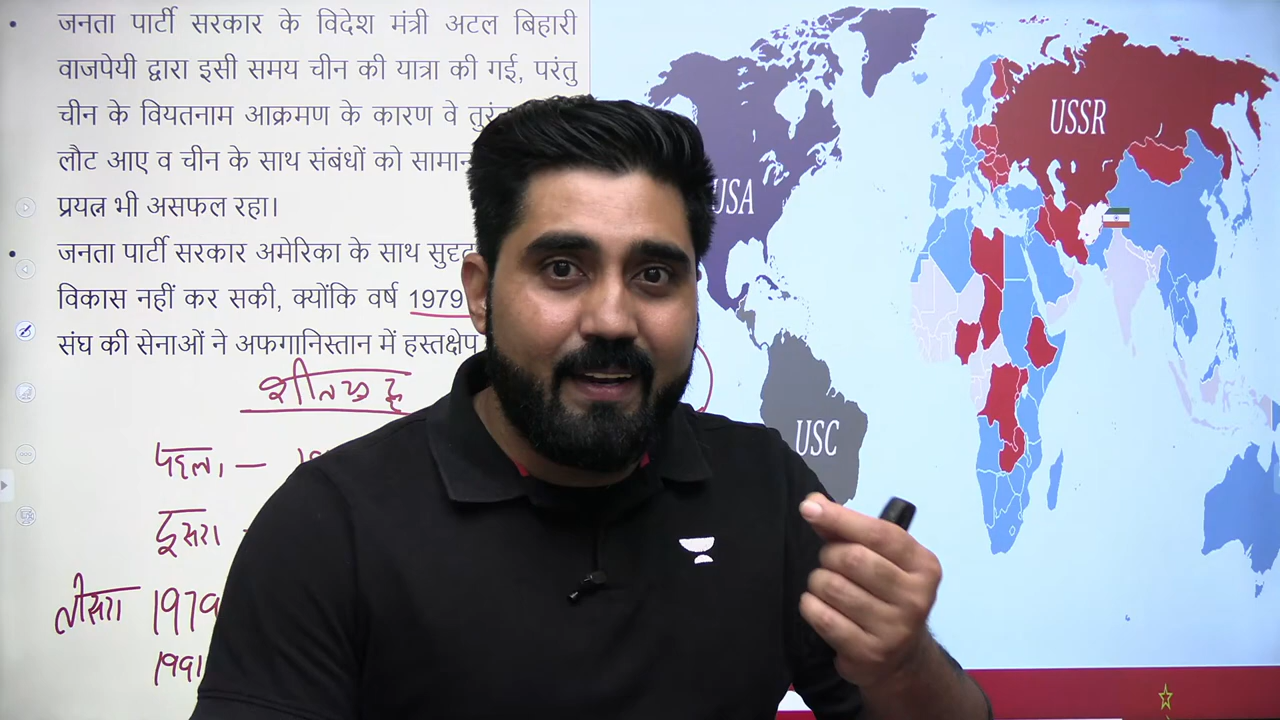 जनता पार्टी सरकार के विदेश मंत्री अटल बिहारी
वाजपेयी द्वारा इसी समय चीन की यात्रा की गई, परंतु
चीन के वियतनाम आक्रमण के कारण वे
लौट आए व चीन के साथ संबंधों को
प्रयत्न भी असफल रहा।
जनता पार्टी सरकार अमेरिका के साथ
विकास नहीं कर सकी, क्योंकि वर्ष 1979
संघ की सेनाओं ने अफगानिस्तान में हस्तक्षेप
पहला –
दूसरा
तीसरा 1979
1991
USSR
USA
USC